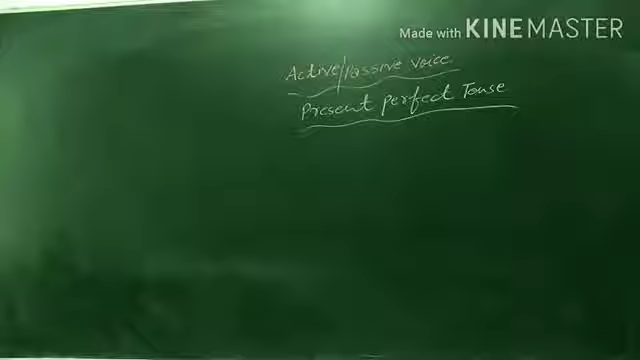 Made with KINEMASTER
Active/Passive Voice
Present Perfect Tense